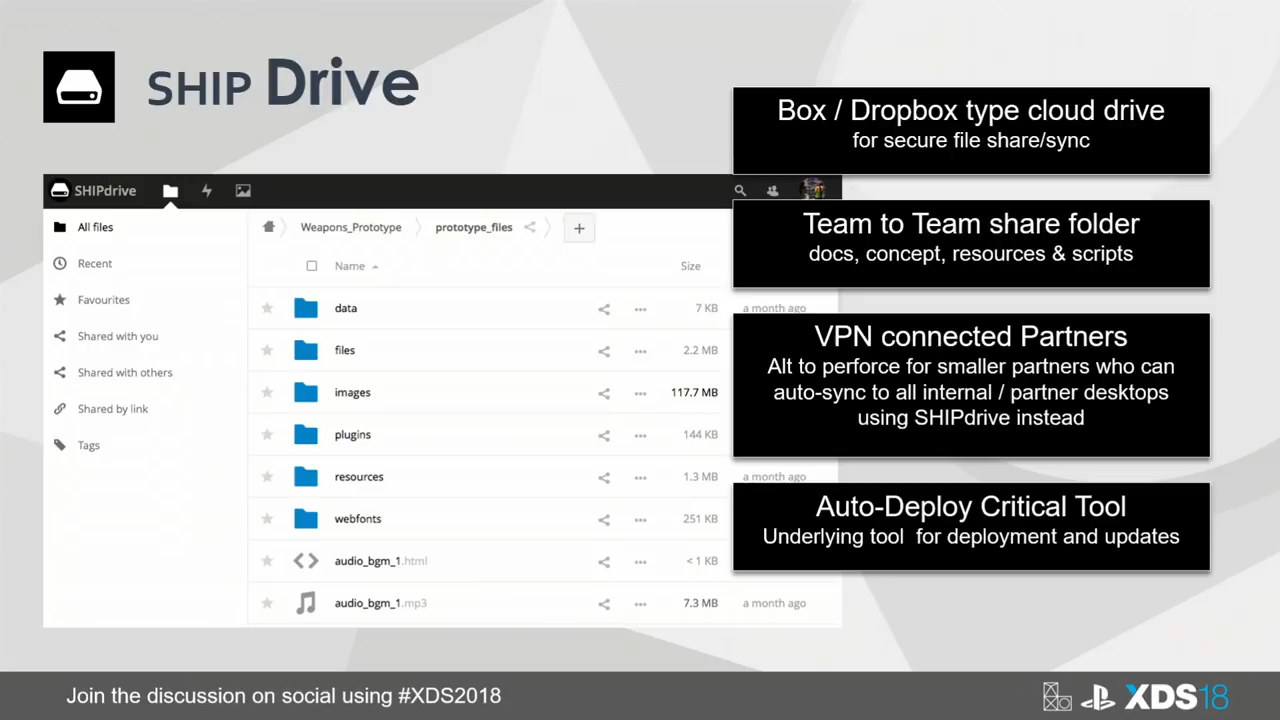 SHIP Drive
Box / Dropbox type cloud drive
for secure file share/sync
Team to Team share folder
docs, concept, resources & scripts
VPN connected Partners
Alt to perforce for smaller partners who can
auto-sync to all internal / partner desktops
using SHIPdrive instead
Auto-Deploy Critical Tool
Underlying tool for deployment and updates
SHIPdrive
All files
Recent
Favourites
Shared with you
Shared with others
Shared by link
Tags
Weapons_Prototype prototype_files +
Name Size
data 7 KB a month ago
files 2.2 MB
images 117.7 MB
plugins 144 KB
resources 1.3 MB a month ago
webfonts 251 KB
audio_bgm_1.html < 1 KB
audio_bgm_1.mp3 7.3 MB a month ago
Join the discussion on social using #XDS2018
XDS18